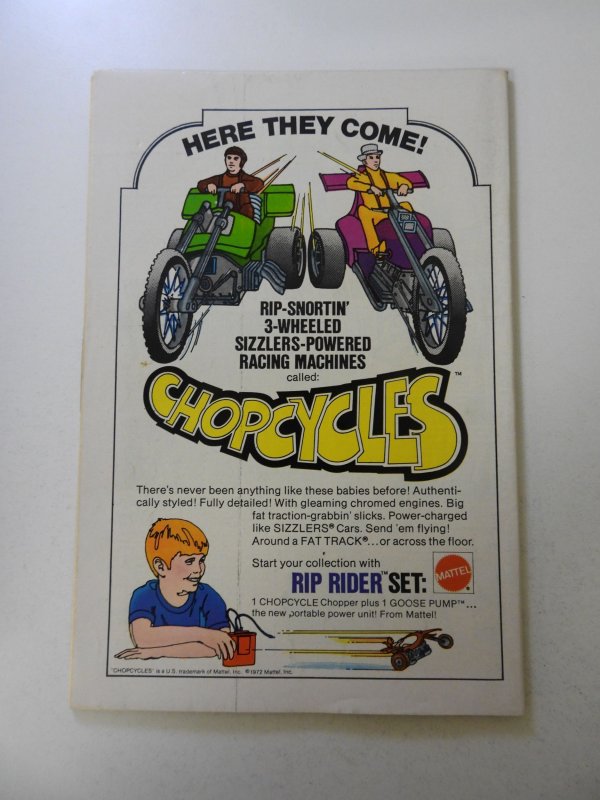 HERE THEY COME!
RIP-SNORTIN'
3-WHEELED
SIZZLERS-POWERED
RACING MACHINES
called:
CHOPCYCLES™
There's never been anything like these babies before! Authenti-
cally styled! Fully detailed! With gleaming chromed engines. Big
fat traction-grabbin' slicks. Power-charged
like SIZZLERS® Cars. Send 'em flying!
Around a FAT TRACK®...or across the floor.
Start your collection with
RIP RIDER™ SET:
MATTEL®
1 CHOPCYCLE Chopper plus 1 GOOSE PUMP™...
the new portable power unit! From Mattel!
"CHOPCYCLES" is a U.S. trademark of Mattel, Inc. ©1972 Mattel, Inc.